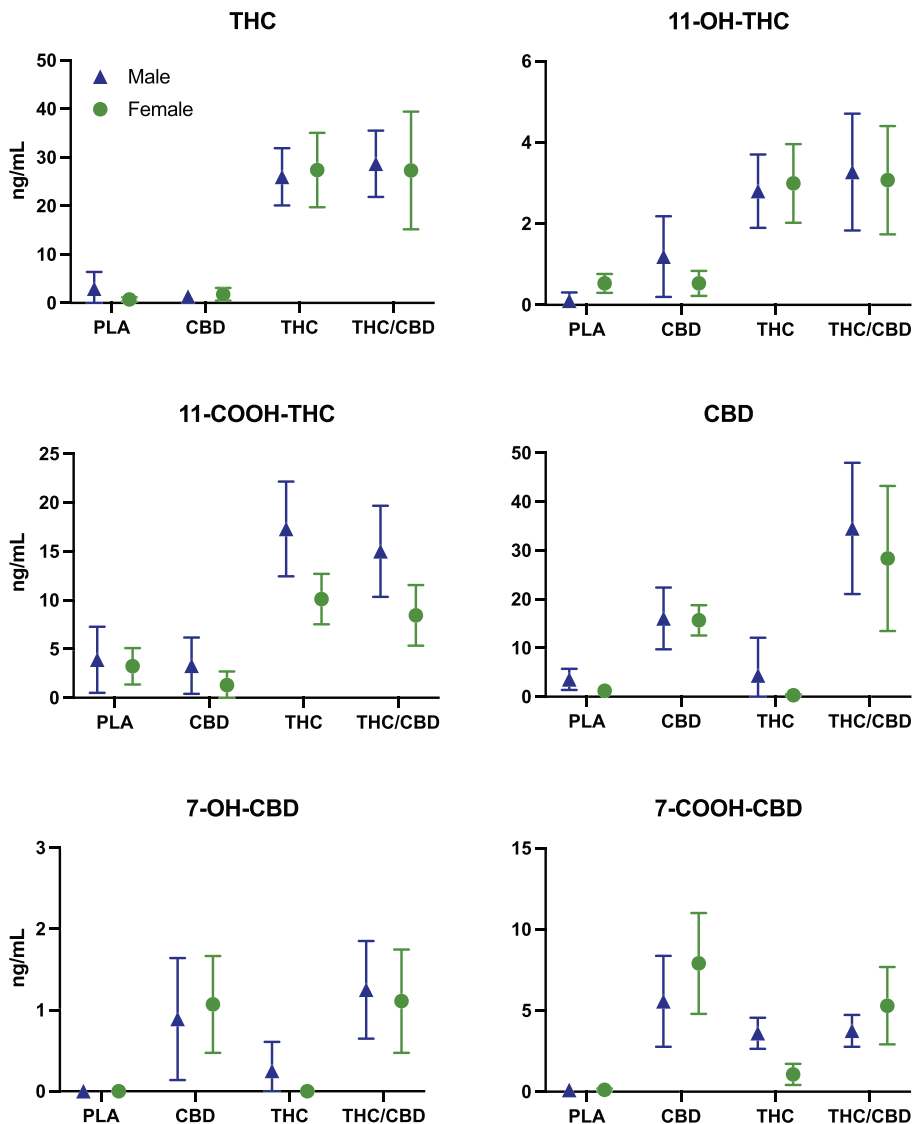 THC
50
40
30
20
10
0
ng/mL
Male
Female
PLA CBD THC THC/CBD
11-OH-THC
6
4
2
0
PLA CBD THC THC/CBD
11-COOH-THC
25
20
15
10
5
0
ng/mL
PLA CBD THC THC/CBD
CBD
50
40
30
20
10
0
PLA CBD THC THC/CBD
7-OH-CBD
3
2
1
0
ng/mL
PLA CBD THC THC/CBD
7-COOH-CBD
15
10
5
0
PLA CBD THC THC/CBD